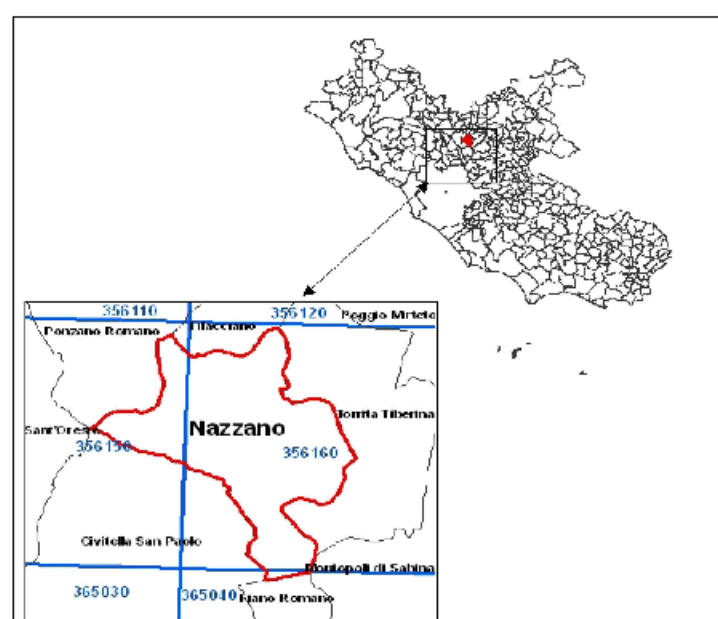 356110
356120
Poggio Mirteto
Ponzano Romano
Filacciano
Torrita Tiberina
Sant'Oreste
Nazzano
356150
356160
Civitella San Paolo
Montopoli di Sabina
365030
365040
Fiano Romano